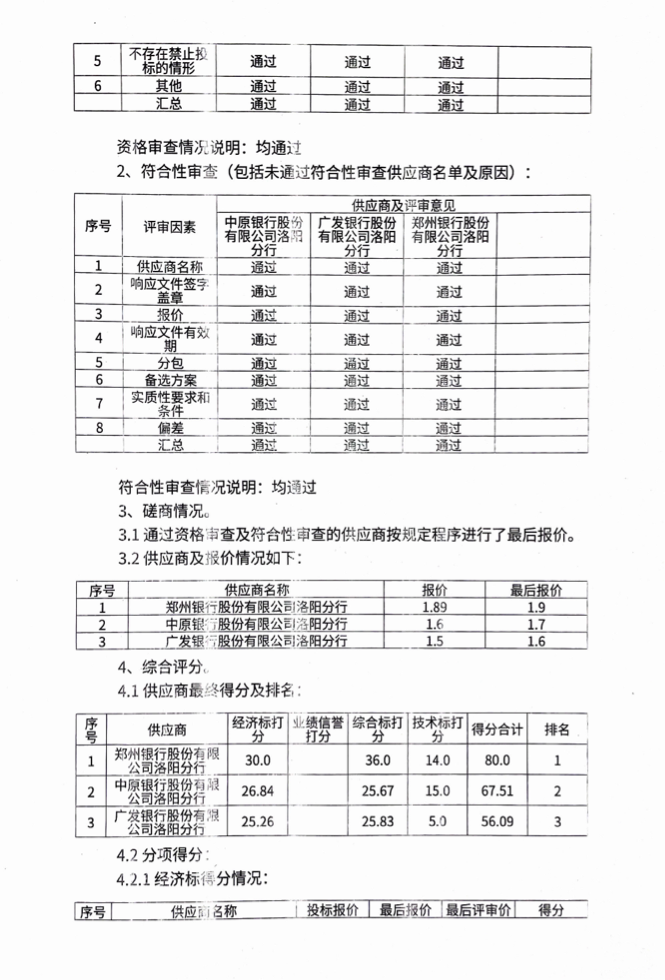 5 不存在禁止投标的情形 通过 通过 通过
6 其他 通过 通过 通过
汇总 通过 通过 通过
资格审查情况说明：均通过
2、符合性审查（包括未通过符合性审查供应商名单及原因）：
序号 评审因素 供应商及评审意见
中原银行股份有限公司洛阳分行 广发银行股份有限公司洛阳分行 郑州银行股份有限公司洛阳分行
1 供应商名称 通过 通过 通过
2 响应文件签字盖章 通过 通过 通过
3 报价 通过 通过 通过
4 响应文件有效期 通过 通过 通过
5 分包 通过 通过 通过
6 备选方案 通过 通过 通过
7 实质性要求和条件 通过 通过 通过
8 偏差 通过 通过 通过
汇总 通过 通过 通过
符合性审查情况说明：均通过
3、磋商情况。
3.1 通过资格审查及符合性审查的供应商按规定程序进行了最后报价。
3.2 供应商及报价情况如下：
序号 供应商名称 报价 最后报价
1 郑州银行股份有限公司洛阳分行 1.89 1.9
2 中原银行股份有限公司洛阳分行 1.6 1.7
3 广发银行股份有限公司洛阳分行 1.5 1.6
4、综合评分。
4.1 供应商最终得分及排名：
序号 供应商 经济标打分 业绩信誉打分 综合标打分 技术标打分 得分合计 排名
1 郑州银行股份有限公司洛阳分行 30.0 36.0 14.0 80.0 1
2 中原银行股份有限公司洛阳分行 26.84 25.67 15.0 67.51 2
3 广发银行股份有限公司洛阳分行 25.26 25.83 5.0 56.09 3
4.2 分项得分：
4.2.1 经济标得分情况：
序号 供应商名称 投标报价 最后报价 最后评审价 得分